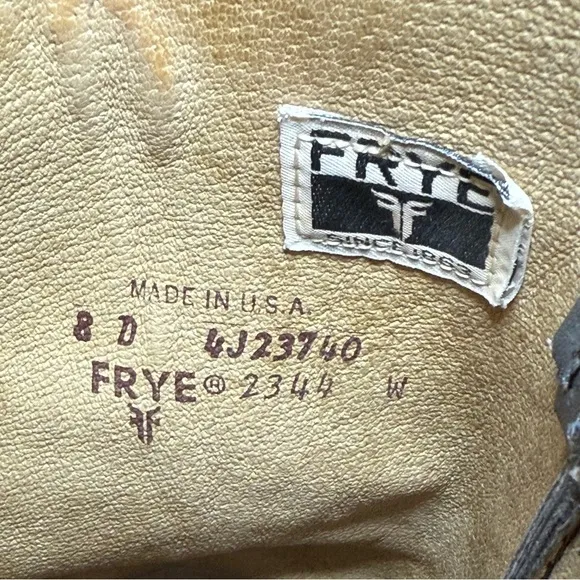 FRYE
SINCE 1863
MADE IN U.S.A.
8 D 4J23740
FRYE® 2344 W